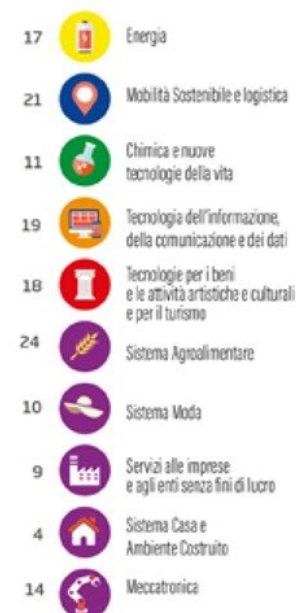 17 Energia
21 Mobilità Sostenibile e logistica
11 Chimica e nuove
tecnologie della vita
19 Tecnologia dell'informazione,
della comunicazione e dei dati
18 Tecnologie per i beni
e le attività artistiche e culturali
e per il turismo
24 Sistema Agroalimentare
10 Sistema Moda
9 Servizi alle imprese
e agli enti senza fini di lucro
4 Sistema Casa e
Ambiente Costruito
14 Meccatronica